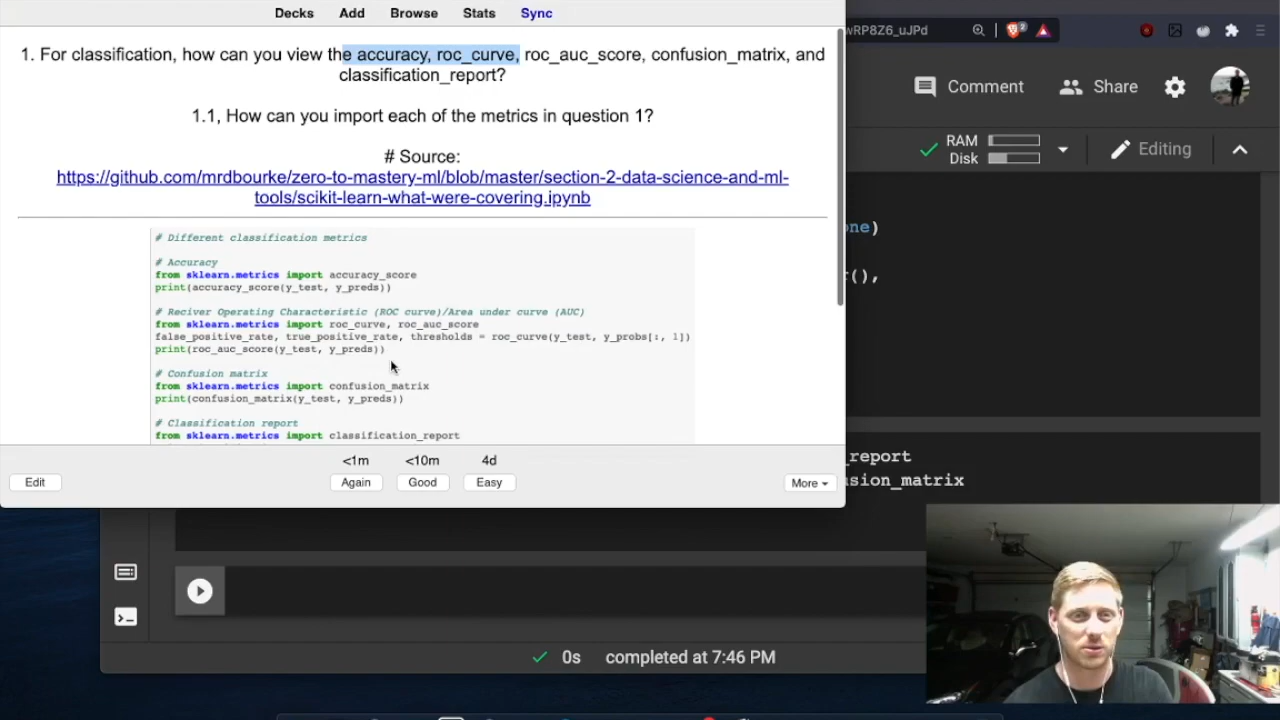 Decks Add Browse Stats Sync
wRP8Z6_uJPd
2
1. For classification, how can you view the accuracy, roc_curve, roc_auc_score, confusion_matrix, and
classification_report?
1.1, How can you import each of the metrics in question 1?
# Source:
https://github.com/mrdbourke/zero-to-mastery-ml/blob/master/section-2-data-science-and-ml-
tools/scikit-learn-what-were-covering.ipynb
# Different classification metrics
# Accuracy
from sklearn.metrics import accuracy_score
print(accuracy_score(y_test, y_preds))
# Reciver Operating Characteristic (ROC curve)/Area under curve (AUC)
from sklearn.metrics import roc_curve, roc_auc_score
false_positive_rate, true_positive_rate, thresholds = roc_curve(y_test, y_probs[:, 1])
print(roc_auc_score(y_test, y_preds))
# Confusion matrix
from sklearn.metrics import confusion_matrix
print(confusion_matrix(y_test, y_preds))
# Classification report
from sklearn.metrics import classification_report
<1m <10m 4d
Edit Again Good Easy More
Comment Share
RAM
Disk
Editing
one)
r(),
_report
usion_matrix
0s completed at 7:46 PM